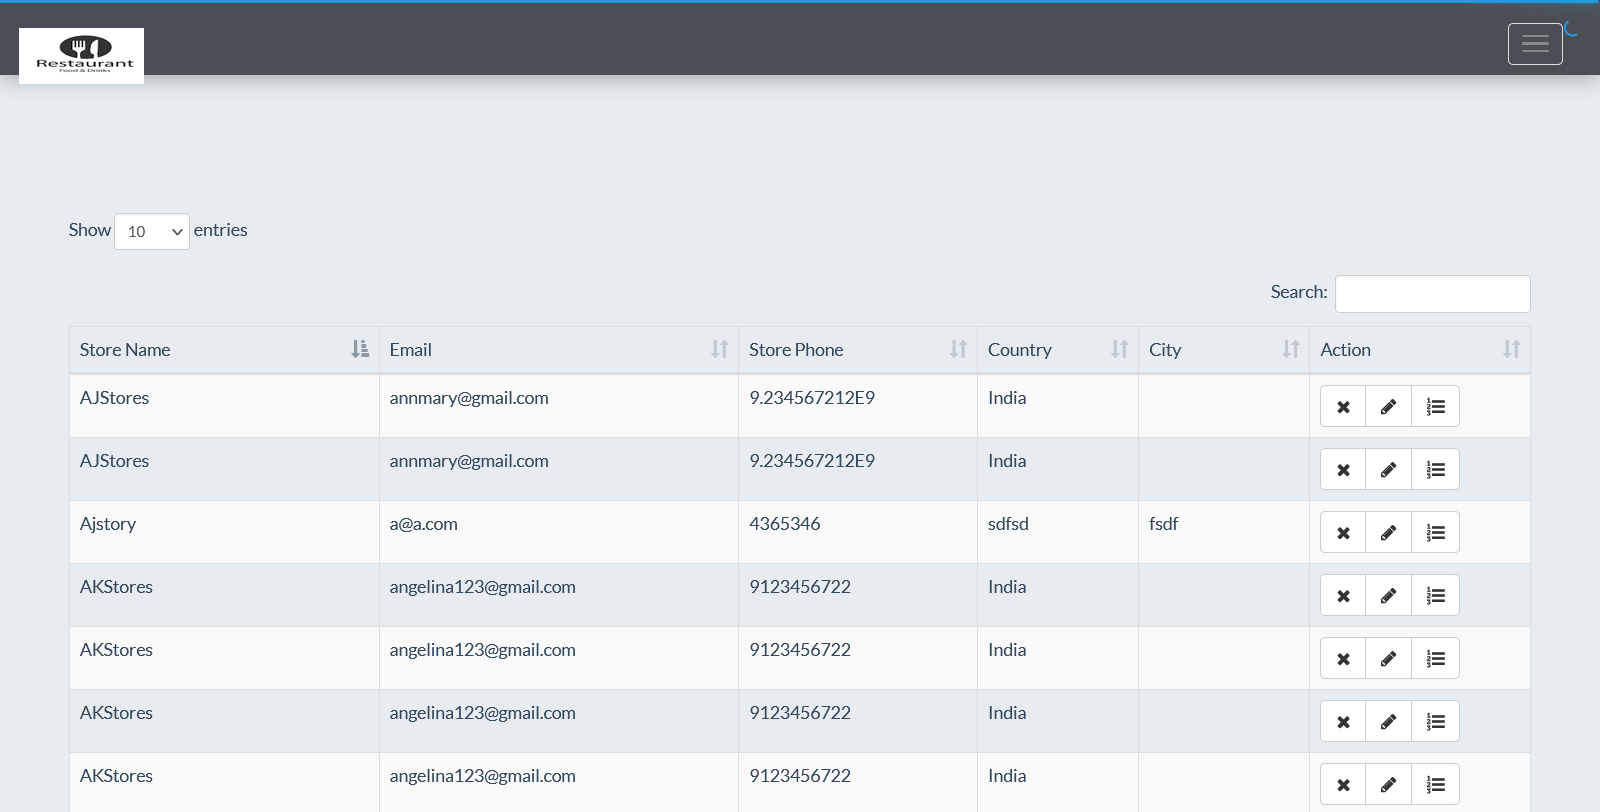 Restaurant
Food & Drinks
Show 10 entries
Search:
Store Name Email Store Phone Country City Action
AJStores annmary@gmail.com 9.234567212E9 India
AJStores annmary@gmail.com 9.234567212E9 India
Ajstory a@a.com 4365346 sdfsd fsdf
AKStores angelina123@gmail.com 9123456722 India
AKStores angelina123@gmail.com 9123456722 India
AKStores angelina123@gmail.com 9123456722 India
AKStores angelina123@gmail.com 9123456722 India